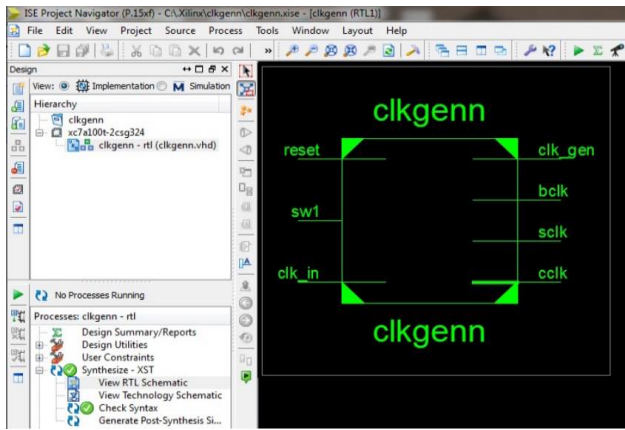 ISE Project Navigator (P.15xf) - C:\.Xilinx\clkgenn\clkgenn.xise - [clkgenn (RTL1)]
File Edit View Project Source Process Tools Window Layout Help
Design
View: Implementation Simulation
Hierarchy
clkgenn
xc7a100t-2csg324
clkgenn - rtl (clkgenn.vhd)
No Processes Running
Processes: clkgenn - rtl
Design Summary/Reports
Design Utilities
User Constraints
Synthesize - XST
View RTL Schematic
View Technology Schematic
Check Syntax
Generate Post-Synthesis Si...
clkgenn
reset
clk_gen
bclk
sw1
sclk
clk_in
cclk
clkgenn